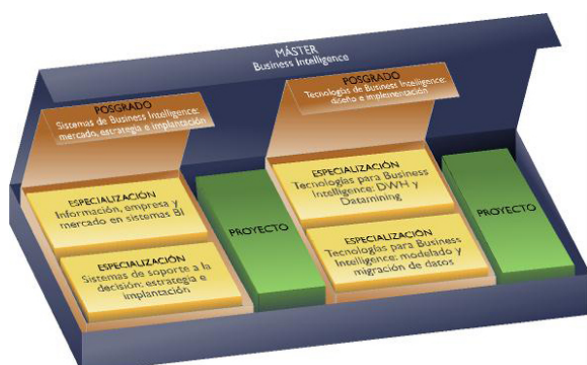 MÁSTER
Business Intelligence
POSGRADO
Sistemas de Business Intelligence:
mercado, estrategia e implantación
POSGRADO
Tecnologías de Business Intelligence:
diseño e implementación
ESPECIALIZACIÓN
Información, empresa y
mercado en sistemas BI
ESPECIALIZACIÓN
Sistemas de soporte a la
decisión: estrategia e
implantación
PROYECTO
ESPECIALIZACIÓN
Tecnologías para Business
Intelligence: DWH y
Datamining
ESPECIALIZACIÓN
Tecnologías para Business
Intelligence: modelado y
migración de datos
PROYECTO